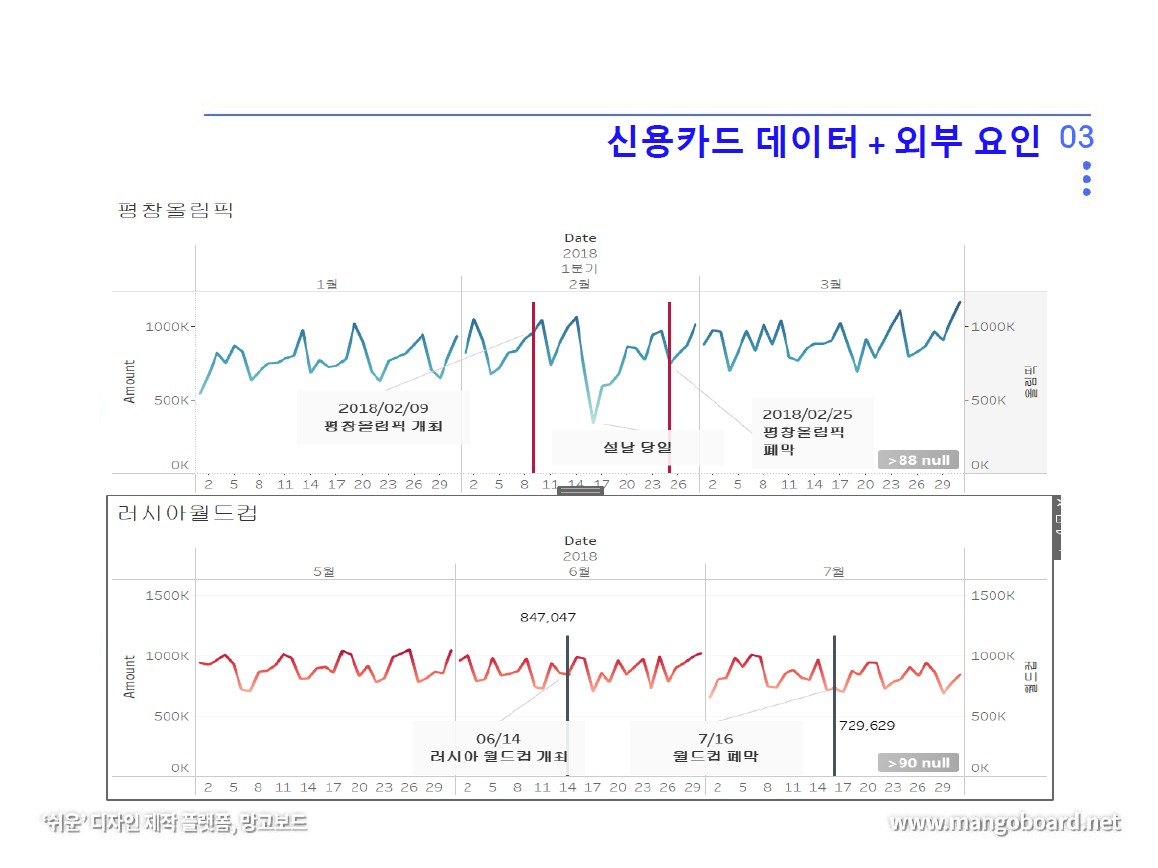 신용카드 데이터 + 외부 요인 03
평창올림픽
Date
2018
1분기
1월 2월 3월
1000K 1000K
Amount
올림픽
500K 500K
2018/02/09
평창올림픽 개최
설날 당일
2018/02/25
평창올림픽
폐막
>88 null
0K 0K
2 5 8 11 14 17 20 23 26 29 2 5 8 11 14 17 20 23 26 2 5 8 11 14 17 20 23 26 29
러시아월드컵
Date
2018
5월 6월 7월
1500K 1500K
847,047
1000K 1000K
Amount
월드컵
500K 500K
729,629
06/14
러시아 월드컵 개최
7/16
월드컵 폐막
>90 null
0K 0K
2 5 8 11 14 17 20 23 26 29 2 5 8 11 14 17 20 23 26 29 2 5 8 11 14 17 20 23 26 29
'쉬운' 디자인 제작 플랫폼, 망고보드 www.mangoboard.net